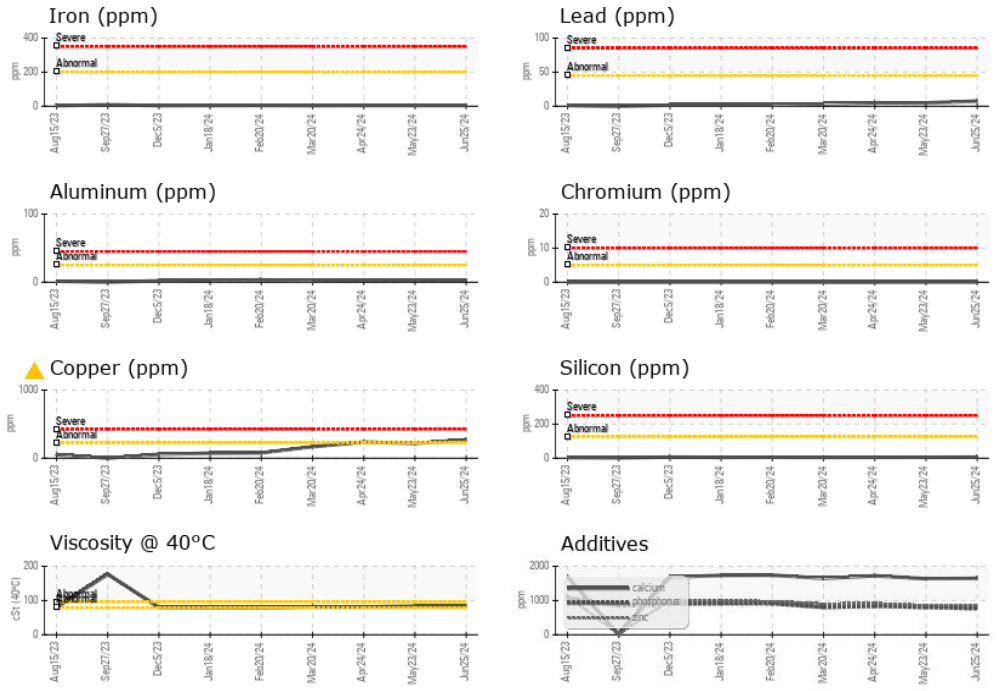 Iron (ppm)
400
200
0
ppm
Severe
Abnormal
Aug15/23
Sep27/23
Dec5/23
Jan18/24
Feb20/24
Mar20/24
Apr24/24
May23/24
Jun25/24
Lead (ppm)
100
50
0
ppm
Severe
Abnormal
Aug15/23
Sep27/23
Dec5/23
Jan18/24
Feb20/24
Mar20/24
Apr24/24
May23/24
Jun25/24
Aluminum (ppm)
100
50
0
ppm
Severe
Abnormal
Aug15/23
Sep27/23
Dec5/23
Jan18/24
Feb20/24
Mar20/24
Apr24/24
May23/24
Jun25/24
Chromium (ppm)
20
10
0
ppm
Severe
Abnormal
Aug15/23
Sep27/23
Dec5/23
Jan18/24
Feb20/24
Mar20/24
Apr24/24
May23/24
Jun25/24
Copper (ppm)
1000
500
0
ppm
Severe
Abnormal
Aug15/23
Sep27/23
Dec5/23
Jan18/24
Feb20/24
Mar20/24
Apr24/24
May23/24
Jun25/24
Silicon (ppm)
400
200
0
ppm
Severe
Abnormal
Aug15/23
Sep27/23
Dec5/23
Jan18/24
Feb20/24
Mar20/24
Apr24/24
May23/24
Jun25/24
Viscosity @ 40°C
200
100
0
cSt (40°C)
Abnormal
Abnormal
Aug15/23
Sep27/23
Dec5/23
Jan18/24
Feb20/24
Mar20/24
Apr24/24
May23/24
Jun25/24
Additives
2000
1000
0
ppm
calcium
phosphorus
zinc
Aug15/23
Sep27/23
Dec5/23
Jan18/24
Feb20/24
Mar20/24
Apr24/24
May23/24
Jun25/24